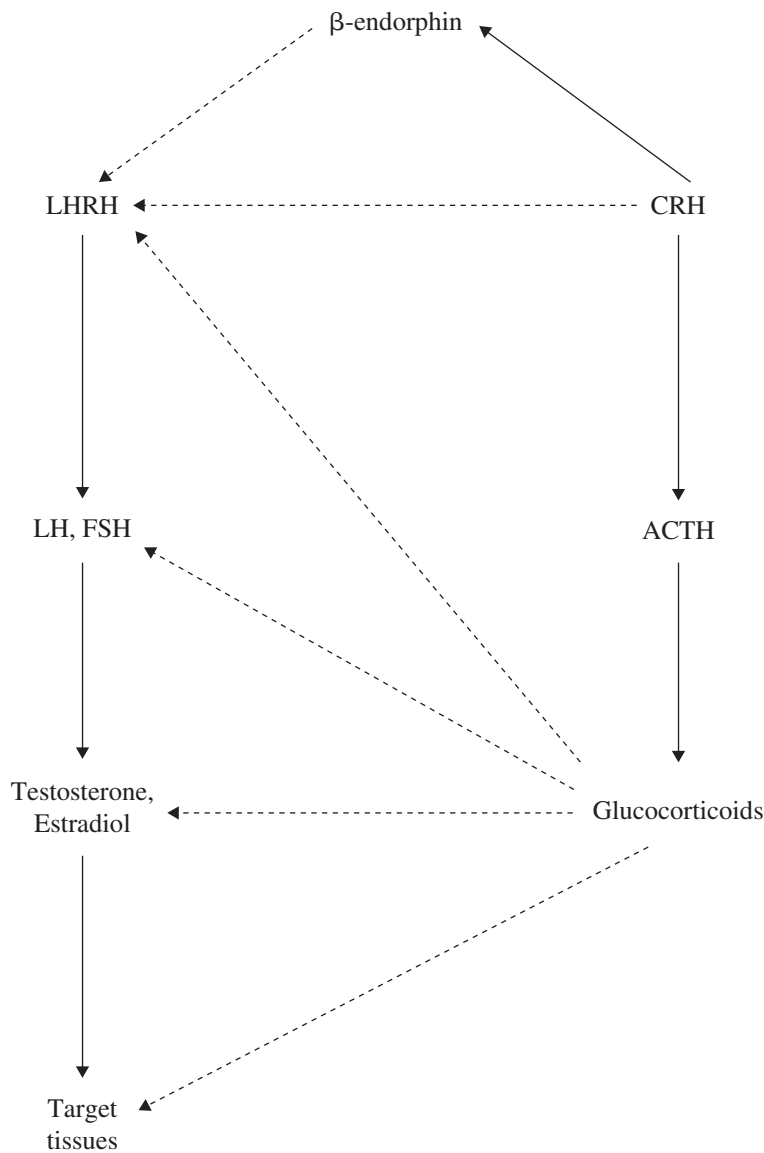 β-endorphin
LHRH
CRH
LH, FSH
ACTH
Testosterone,
Estradiol
Glucocorticoids
Target
tissues